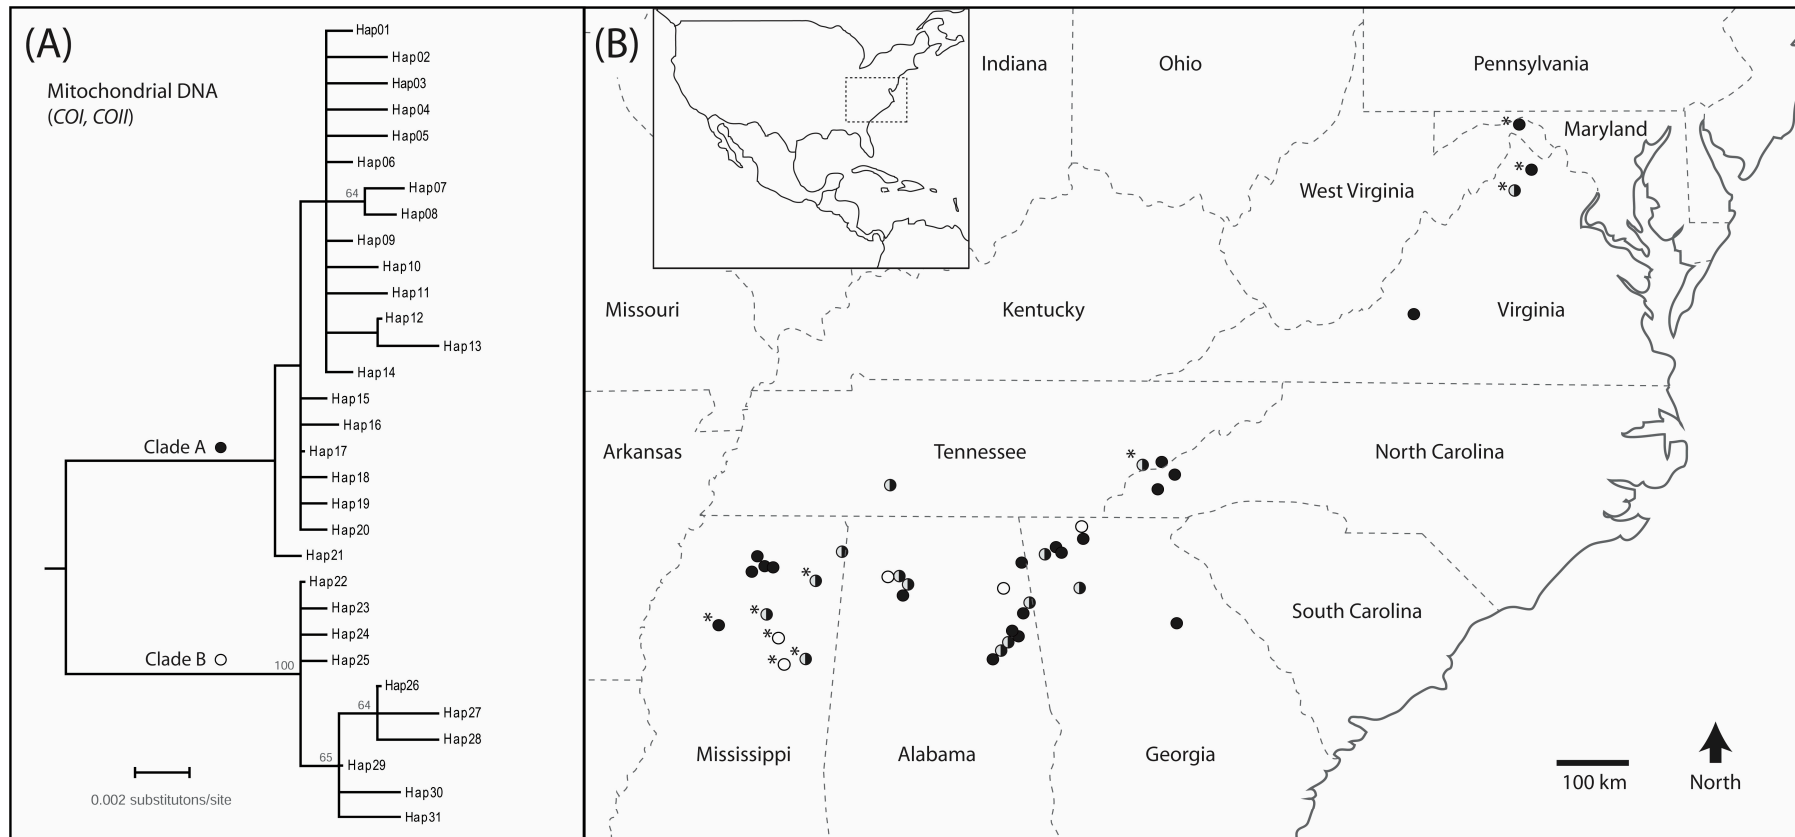 (A)
Mitochondrial DNA
(COI, COII)
Hap01
Hap02
Hap03
Hap04
Hap05
Hap06
64
Hap07
Hap08
Hap09
Hap10
Hap11
Hap12
Hap13
Hap14
Hap15
Hap16
Clade A
Hap17
Hap18
Hap19
Hap20
Hap21
Hap22
Hap23
Hap24
Clade B
100
Hap25
Hap26
64
Hap27
Hap28
65
Hap29
Hap30
Hap31
0.002 substitutons/site
(B)
Indiana
Ohio
Pennsylvania
*
Maryland
*
*
West Virginia
Missouri
Kentucky
Virginia
Arkansas
Tennessee
*
North Carolina
*
*
*
*
*
*
South Carolina
Mississippi
Alabama
Georgia
100 km
North